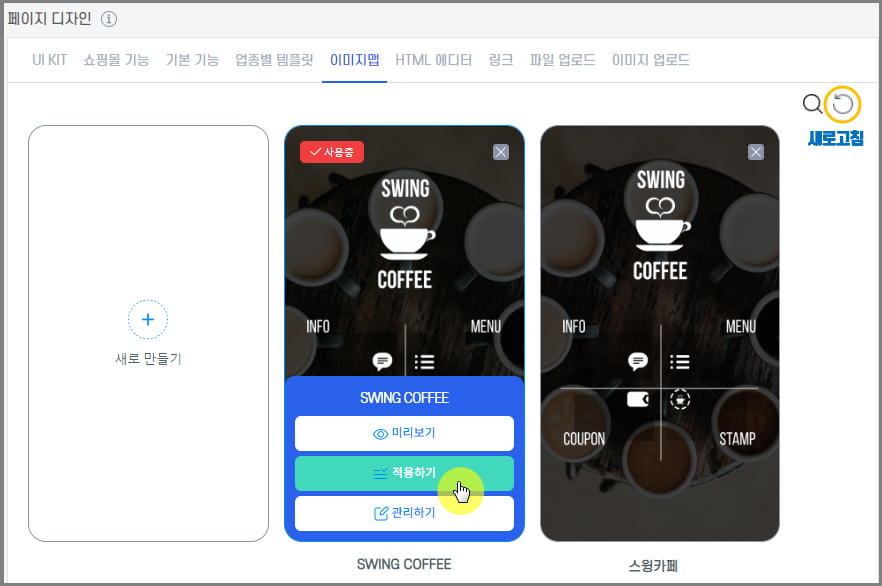 페이지 디자인
UI KIT 쇼핑몰 기능 기본 기능 업종별 템플릿 이미지맵 HTML 에디터 링크 파일 업로드 이미지 업로드
새로고침
새로 만들기
사용중
SWING
COFFEE
INFO MENU
SWING COFFEE
미리보기
적용하기
관리하기
SWING COFFEE
SWING
COFFEE
INFO MENU
COUPON STAMP
스윙카페